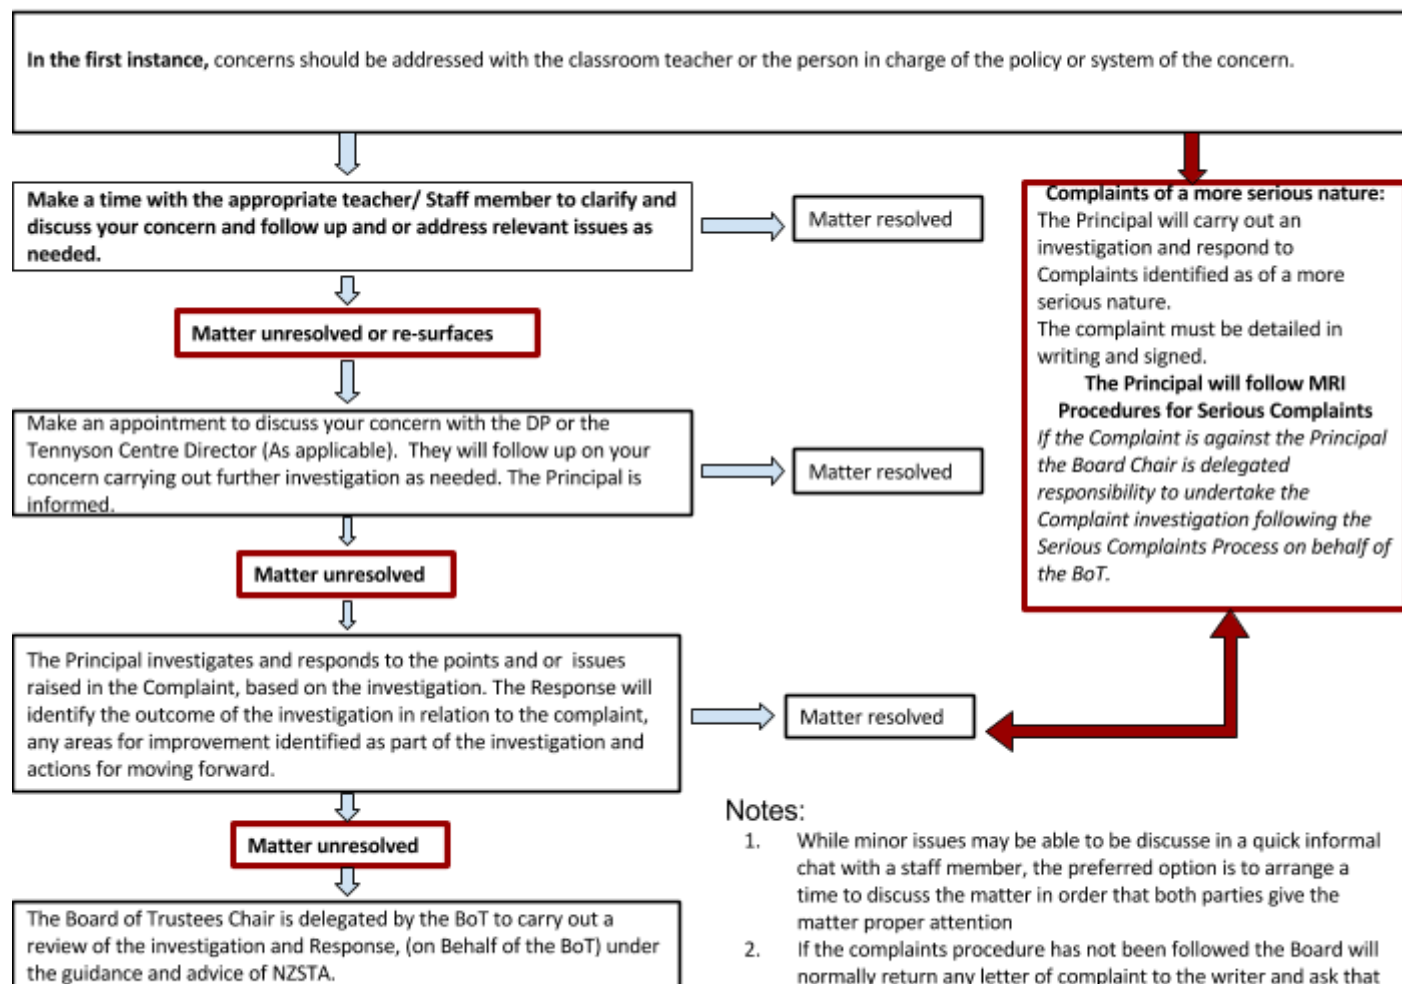 In the first instance, concerns should be addressed with the classroom teacher or the person in charge of the policy or system of the concern.
Make a time with the appropriate teacher/ Staff member to clarify and
discuss your concern and follow up and or address relevant issues as
needed.
Matter resolved
Matter unresolved or re-surfaces
Make an appointment to discuss your concern with the DP or the
Tennyson Centre Director (As applicable).  They will follow up on your
concern carrying out further investigation as needed. The Principal is
informed.
Matter resolved
Matter unresolved
The Principal investigates and responds to the points and or  issues
raised in the Complaint, based on the investigation. The Response will
identify the outcome of the investigation in relation to the complaint,
any areas for improvement identified as part of the investigation and
actions for moving forward.
Matter resolved
Matter unresolved
The Board of Trustees Chair is delegated by the BoT to carry out a
review of the investigation and Response, (on Behalf of the BoT) under
the guidance and advice of NZSTA.
Complaints of a more serious nature:
The Principal will carry out an
investigation and respond to
Complaints identified as of a more
serious nature.
The complaint must be detailed in
writing and signed.
The Principal will follow MRI
Procedures for Serious Complaints
If the Complaint is against the Principal
the Board Chair is delegated
responsibility to undertake the
Complaint investigation following the
Serious Complaints Process on behalf of
the BoT.
Notes:
1. While minor issues may be able to be discusse in a quick informal
chat with a staff member, the preferred option is to arrange a
time to discuss the matter in order that both parties give the
matter proper attention
2. If the complaints procedure has not been followed the Board will
normally return any letter of complaint to the writer and ask that